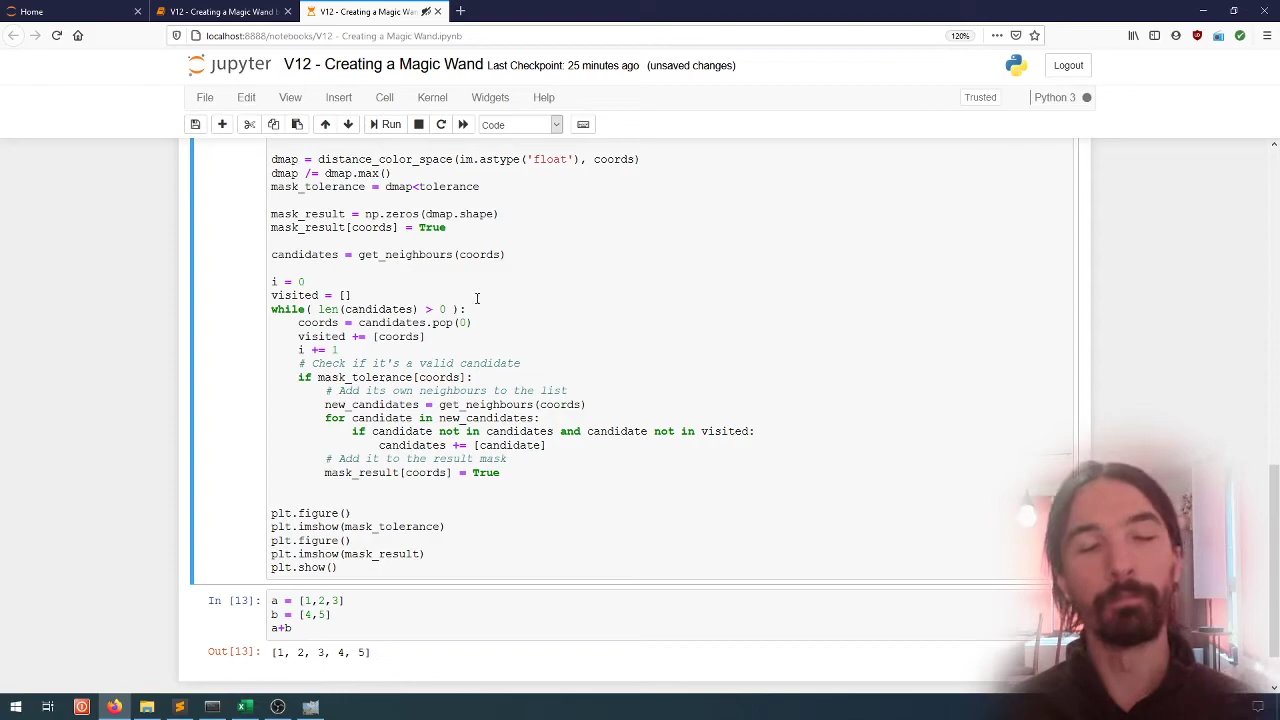 Home
V12 - Creating a Magic Wand b
V12 - Creating a Magic Wand
localhost:8888/notebooks/V12 - Creating a Magic Wand.ipynb
120%
jupyter V12 - Creating a Magic Wand Last Checkpoint: 25 minutes ago (unsaved changes)
Logout
File Edit View Insert Cell Kernel Widgets Help
Trusted
Python 3
Run
Code
dmap = distance_color_space(im.astype('float'), coords)
dmap /= dmap.max()
mask_tolerance = dmap<tolerance
mask_result = np.zeros(dmap.shape)
mask_result[coords] = True
candidates = get_neighbours(coords)
i = 0
visited = []
while( len(candidates) > 0 ):
coords = candidates.pop(0)
visited += [coords]
i += 1
# Check if it's a valid candidate
if mask_tolerance[coords]:
# Add its own neighbours to the list
new_candidates = get_neighbours(coords)
for candidate in new_candidates:
if candidate not in candidates and candidate not in visited:
candidates += [candidate]
# Add it to the result mask
mask_result[coords] = True
plt.figure()
plt.imshow(mask_tolerance)
plt.figure()
plt.imshow(mask_result)
plt.show()
In [13]:
a = [1,2,3]
b = [4,5]
a+b
Out[13]:
[1, 2, 3, 4, 5]